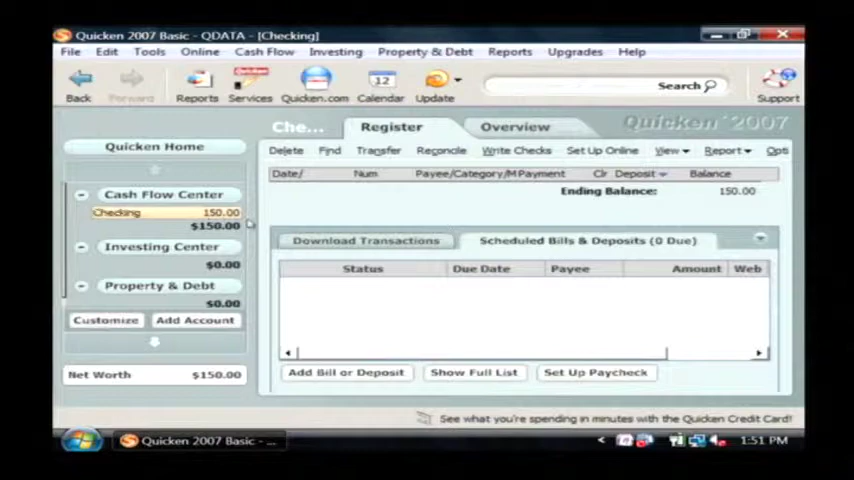 Quicken 2007 Basic - QDATA - [Checking]
File Edit Tools Online Cash Flow Investing Property & Debt Reports Upgrades Help
12
Search
Back Forward Reports Services Quicken.com Calendar Update Support
Che... Register Overview Quicken 2007
Quicken Home
Delete Find Transfer Reconcile Write Checks Set Up Online View Report Opti
Date/ Num Payee/Category/M Payment Clr Deposit Balance
Cash Flow Center
Ending Balance: 150.00
Checking 150.00
$150.00
Investing Center
Download Transactions Scheduled Bills & Deposits (0 Due)
$0.00
Status Due Date Payee Amount Web
Property & Debt
$0.00
Customize Add Account
Net Worth $150.00
Add Bill or Deposit Show Full List Set Up Paycheck
See what you're spending in minutes with the Quicken Credit Card!
Quicken 2007 Basic - ... 1:51 PM